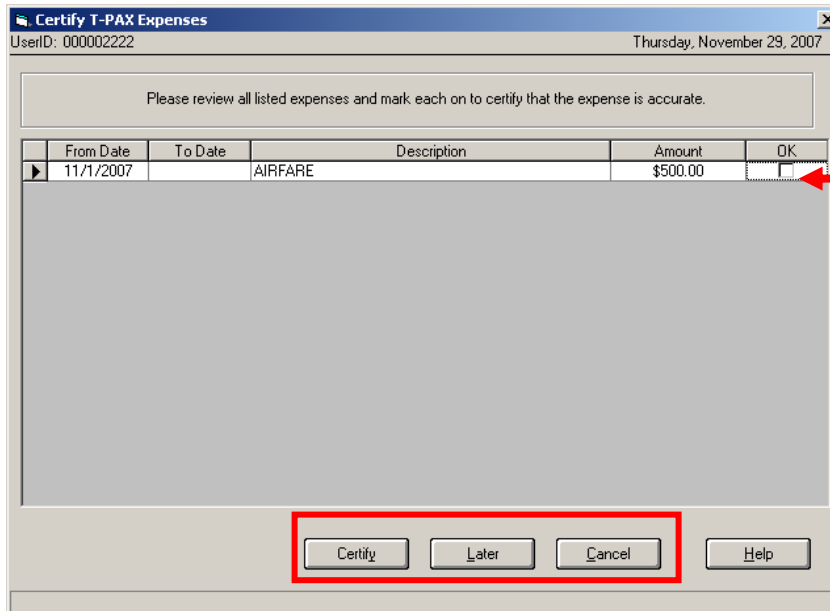 Certify T-PAX Expenses
UserID: 000002222 Thursday, November 29, 2007
Please review all listed expenses and mark each on to certify that the expense is accurate.
From Date To Date Description Amount OK
11/1/2007 AIRFARE $500.00
Certify Later Cancel Help